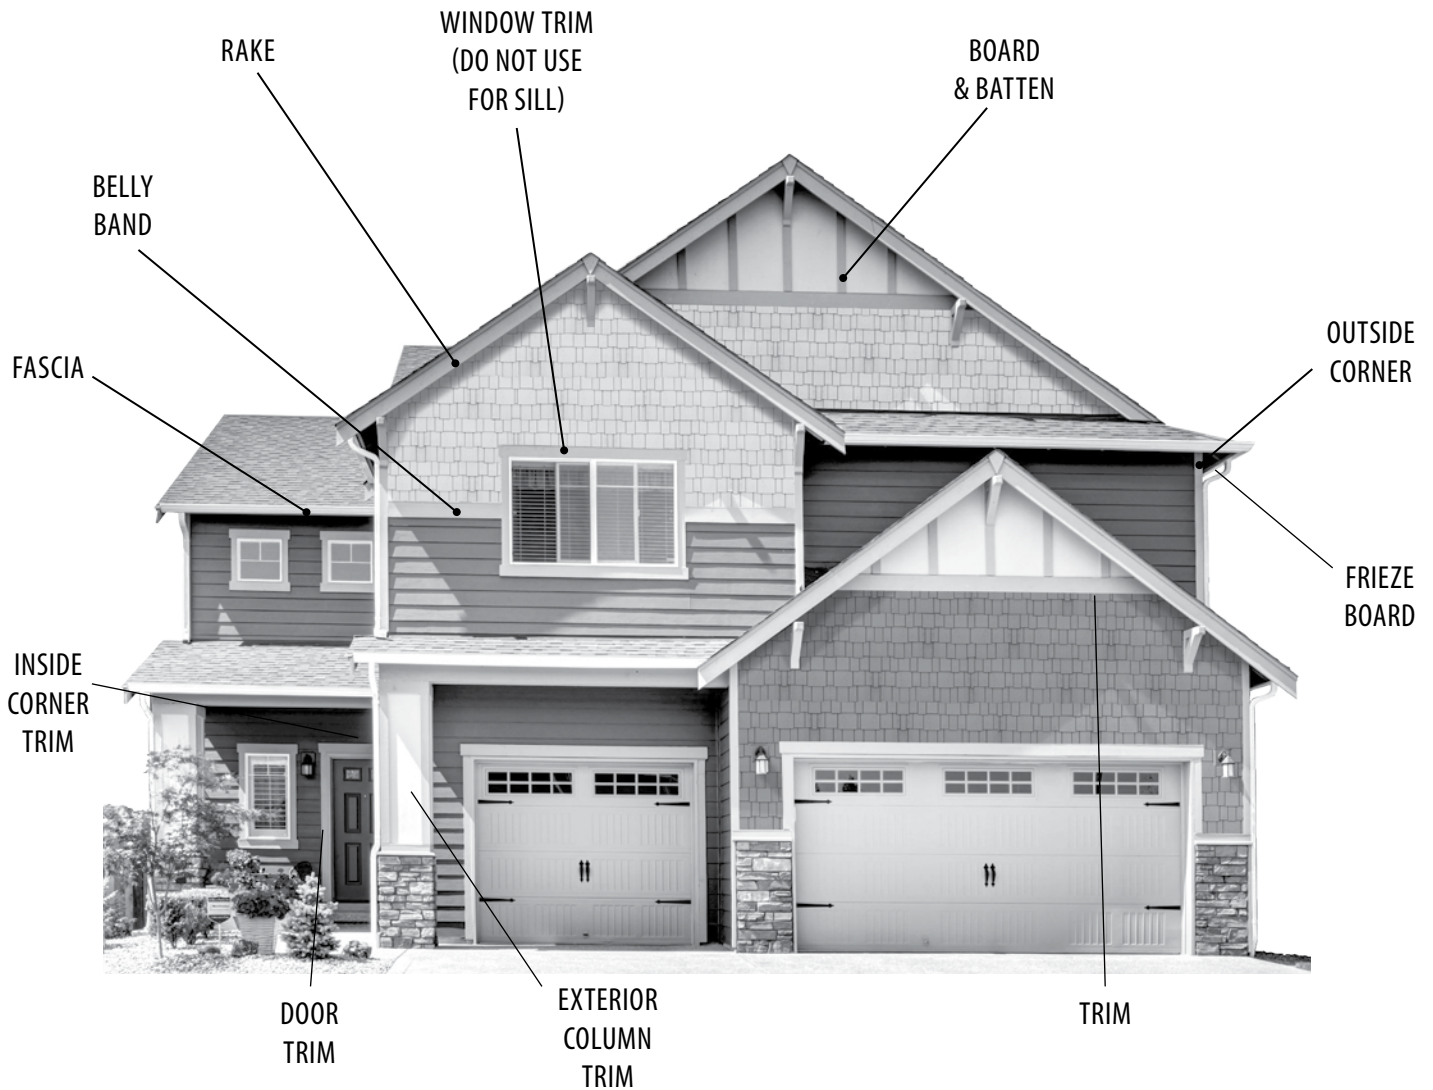 WINDOW TRIM
(DO NOT USE
FOR SILL)
RAKE
BOARD
& BATTEN
BELLY
BAND
OUTSIDE
CORNER
FASCIA
FRIEZE
BOARD
INSIDE
CORNER
TRIM
DOOR
TRIM
EXTERIOR
COLUMN
TRIM
TRIM